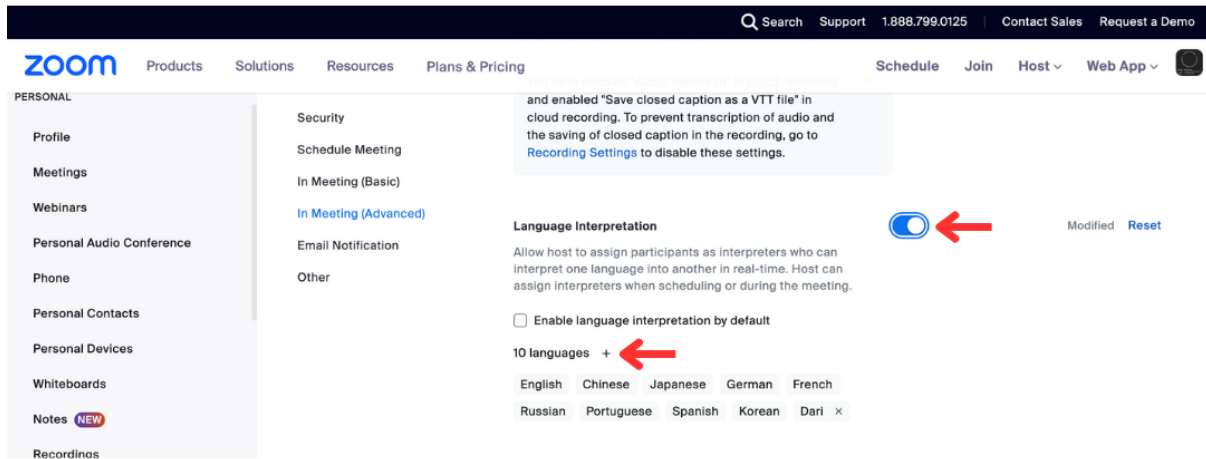 Search Support 1.888.799.0125 Contact Sales Request a Demo
zoom Products Solutions Resources Plans & Pricing Schedule Join Host Web App
PERSONAL
Profile
Meetings
Webinars
Personal Audio Conference
Phone
Personal Contacts
Personal Devices
Whiteboards
Notes NEW
Recordings
Security
Schedule Meeting
In Meeting (Basic)
In Meeting (Advanced)
Email Notification
Other
and enabled "Save closed caption as a VTT file" in
cloud recording. To prevent transcription of audio and
the saving of closed caption in the recording, go to
Recording Settings to disable these settings.
Language Interpretation
Modified Reset
Allow host to assign participants as interpreters who can
interpret one language into another in real-time. Host can
assign interpreters when scheduling or during the meeting.
Enable language interpretation by default
10 languages +
English Chinese Japanese German French
Russian Portuguese Spanish Korean Dari ×